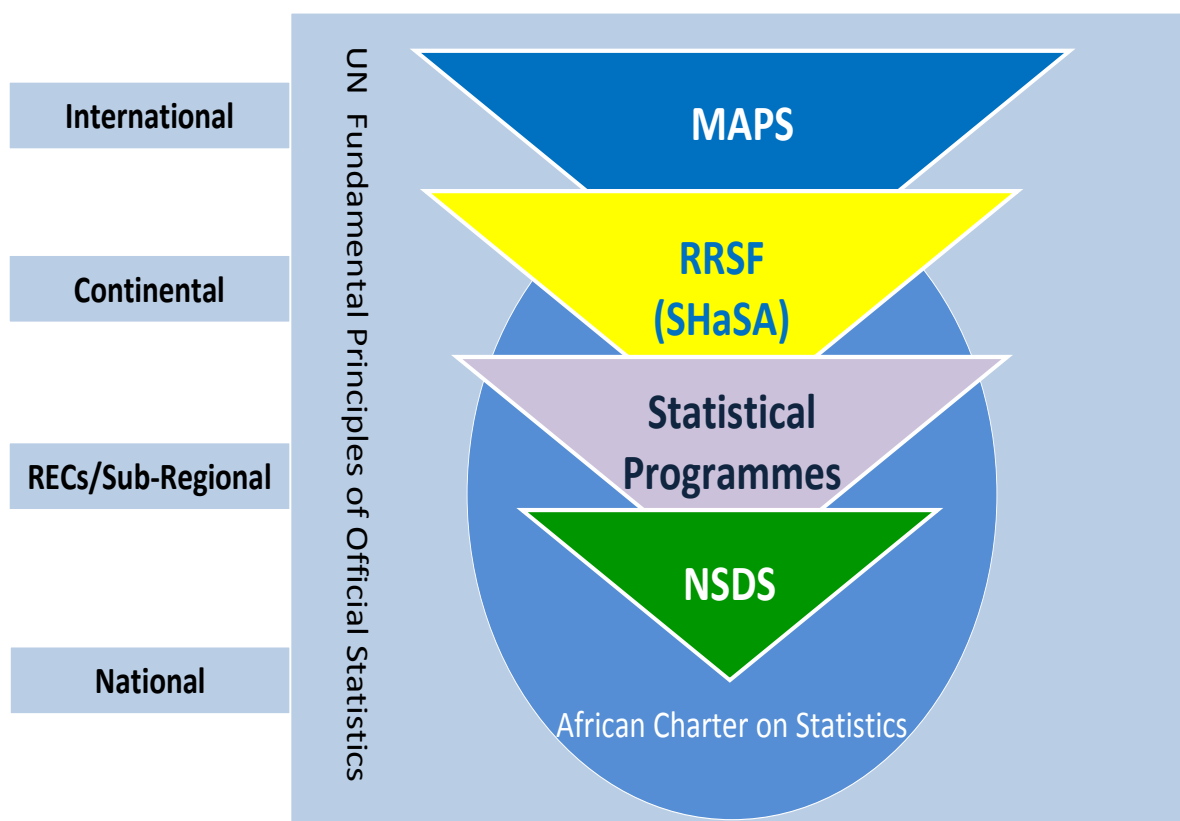 International
Continental
RECs/Sub-Regional
National
UN Fundamental Principles of Official Statistics
MAPS
RRSF
(SHaSA)
Statistical
Programmes
NSDS
African Charter on Statistics